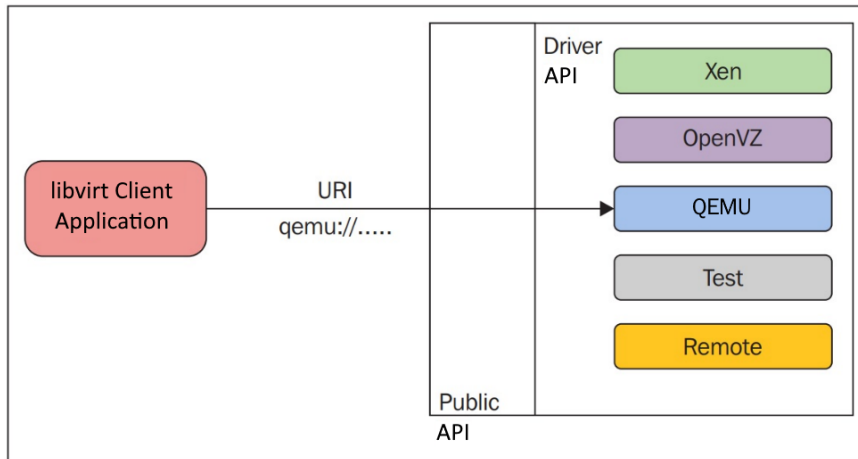 libvirt Client
Application
URI
qemu://.....
Public
API
Driver
API
Xen
OpenVZ
QEMU
Test
Remote